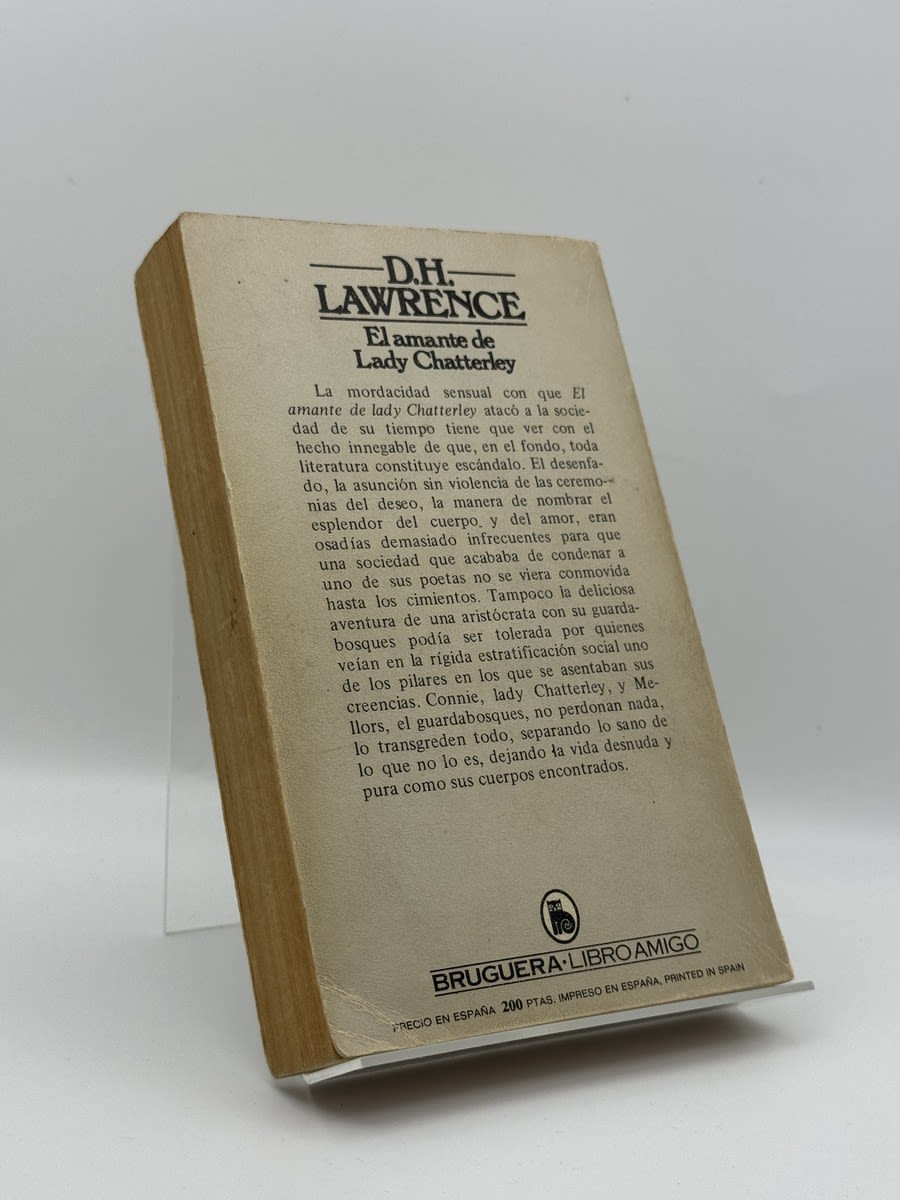 D.H.
LAWRENCE
El amante de
Lady Chatterley
La mordacidad sensual con que El
amante de lady Chatterley atacó a la socie-
dad de su tiempo tiene que ver con el
hecho innegable de que, en el fondo, toda
literatura constituye escándalo. El desenfa-
do, la asunción sin violencia de las ceremo-
nias del deseo, la manera de nombrar el
esplendor del cuerpo y del amor, eran
osadías demasiado infrecuentes para que
una sociedad que acababa de condenar a
uno de sus poetas no se viera conmovida
hasta los cimientos. Tampoco la deliciosa
aventura de una aristócrata con su guarda-
bosques podía ser tolerada por quienes
veían en la rígida estratificación social uno
de los pilares en los que se asentaban sus
creencias. Connie, lady Chatterley, y Me-
llors, el guardabosques, no perdonan nada,
lo transgreden todo, separando lo sano de
lo que no lo es, dejando la vida desnuda y
pura como sus cuerpos encontrados.
BRUGUERA·LIBRO AMIGO
PRECIO EN ESPAÑA 200 PTAS. IMPRESO EN ESPAÑA, PRINTED IN SPAIN